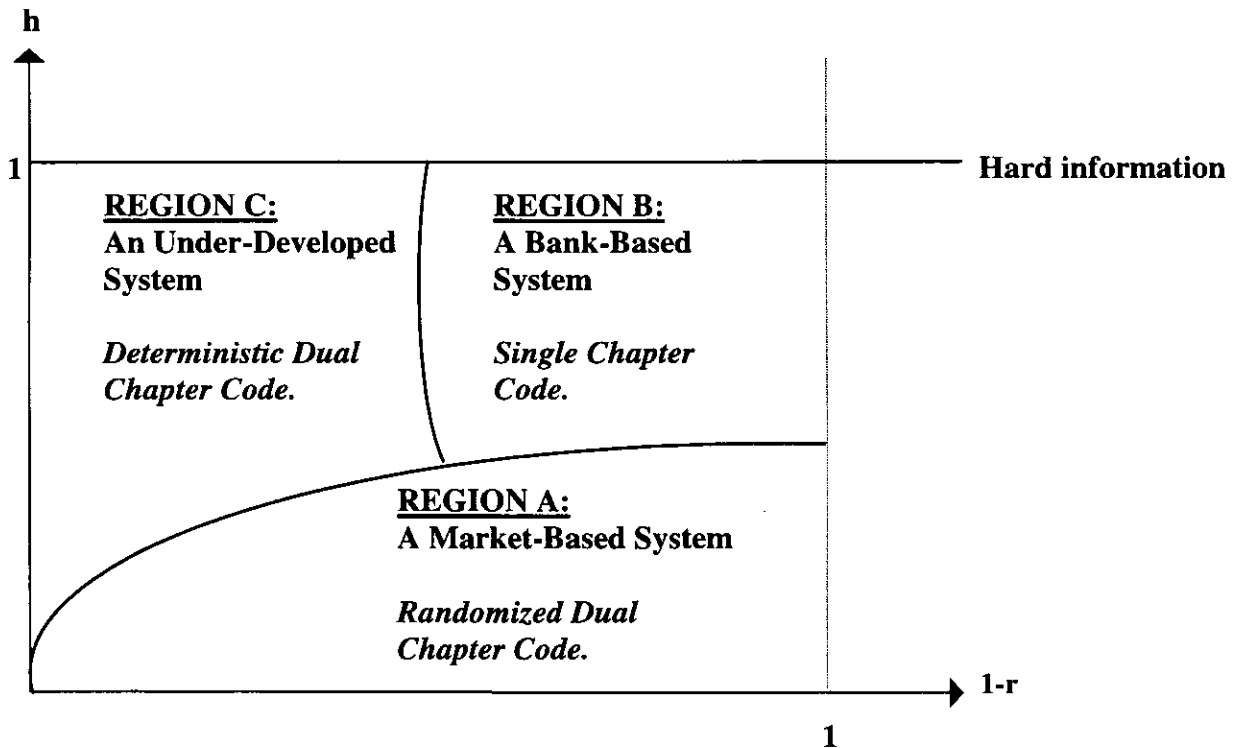 h
1
Hard information
REGION C:
An Under-Developed
System
Deterministic Dual
Chapter Code.
REGION B:
A Bank-Based
System
Single Chapter
Code.
REGION A:
A Market-Based System
Randomized Dual
Chapter Code.
1-r
1